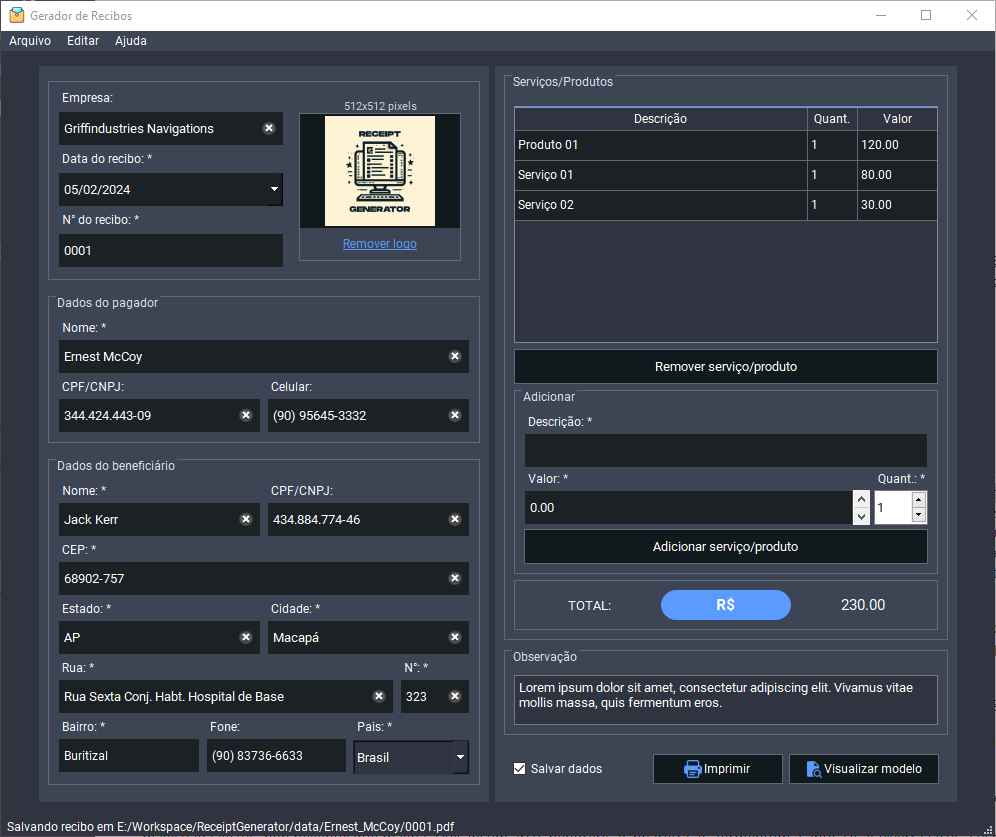 Gerador de Recibos
Arquivo Editar Ajuda
Empresa:
Griffindustries Navigations
Data do recibo: *
05/02/2024
N° do recibo: *
0001
512x512 pixels
RECEIPT
GENERATOR
Remover logo
Dados do pagador
Nome: *
Ernest McCoy
CPF/CNPJ: Celular:
344.424.443-09 (90) 95645-3332
Dados do beneficiário
Nome: * CPF/CNPJ:
Jack Kerr 434.884.774-46
CEP: *
68902-757
Estado: * Cidade: *
AP Macapá
Rua: * N°: *
Rua Sexta Conj. Habt. Hospital de Base 323
Bairro: * Fone: Pais: *
Buritizal (90) 83736-6633 Brasil
Serviços/Produtos
Descrição Quant. Valor
Produto 01 1 120.00
Serviço 01 1 80.00
Serviço 02 1 30.00
Remover serviço/produto
Adicionar
Descrição: *
Valor: * Quant.: *
0.00 1
Adicionar serviço/produto
TOTAL: R$ 230.00
Observação
Lorem ipsum dolor sit amet, consectetur adipiscing elit. Vivamus vitae
mollis massa, quis fermentum eros.
Salvar dados Imprimir Visualizar modelo
Salvando recibo em E:/Workspace/ReceiptGenerator/data/Ernest_McCoy/0001.pdf